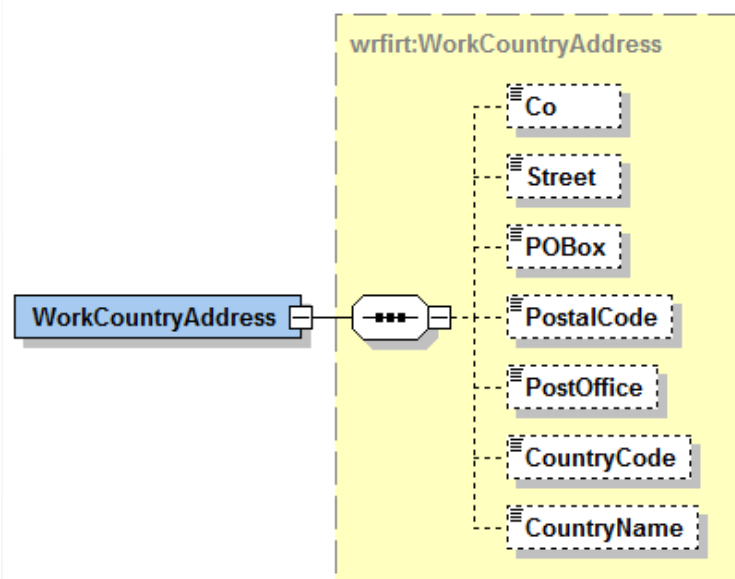 wrfirt:WorkCountryAddress
Co
Street
POBox
WorkCountryAddress
PostalCode
PostOffice
CountryCode
CountryName